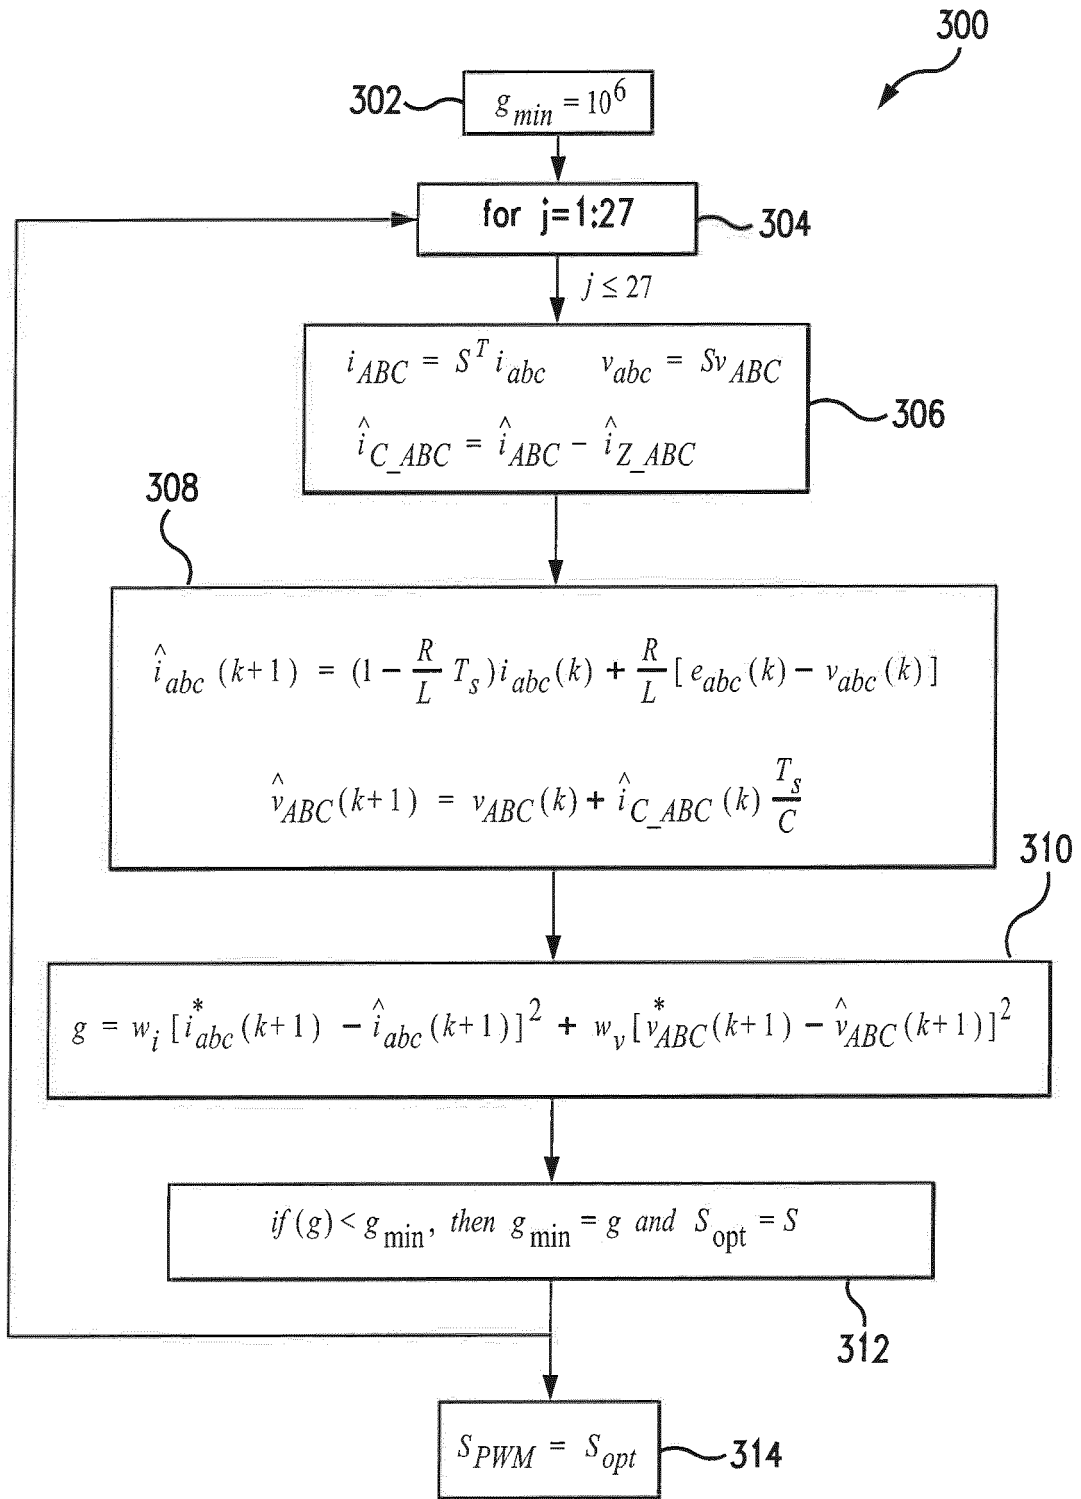 300
302
g_min = 10^6
for j=1:27
304
j ≤ 27
i_ABC = S^T i_abc v_abc = Sv_ABC
î_C_ABC = î_ABC − î_Z_ABC
306
308
î_abc (k+1) = (1 − R/L T_s) i_abc(k) + R/L [e_abc(k) − v_abc(k)]
v̂_ABC(k+1) = v_ABC(k) + î_C_ABC (k) T_s/C
310
g = w_i [i*_abc(k+1) − î_abc(k+1)]^2 + w_v[v*_ABC(k+1) − v̂_ABC(k+1)]^2
if (g) < g_min, then g_min = g and S_opt = S
312
S_PWM = S_opt
314